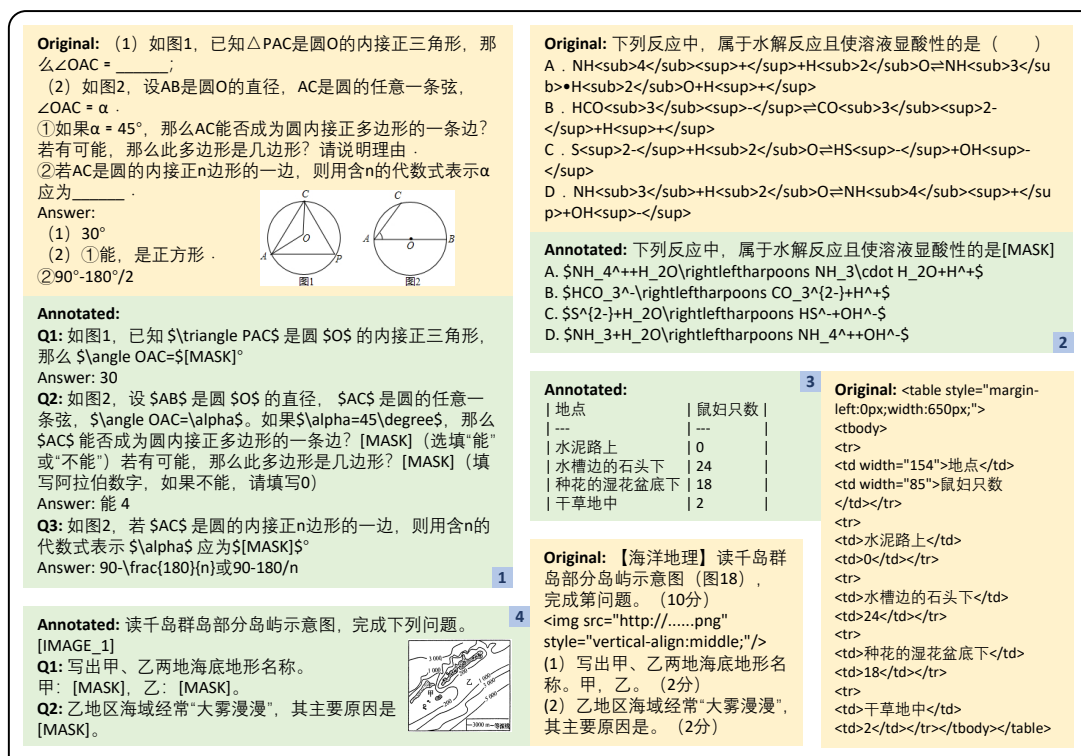 Original: （1）如图1，已知△PAC是圆O的内接正三角形，那
么∠OAC = ______；
（2）如图2，设AB是圆O的直径，AC是圆的任意一条弦，
∠OAC = α．
①如果α = 45°，那么AC能否成为圆内接正多边形的一条边？
若有可能，那么此多边形是几边形？请说明理由．
②若AC是圆的内接正n边形的一边，则用含n的代数式表示α
应为______．
Answer:
（1）30°
（2）①能，是正方形．
②90°-180°/2
C
O
A
P
图1
C
A
O
B
图2
Annotated:
Q1: 如图1，已知 $\triangle PAC$ 是圆 $O$ 的内接正三角形，
那么 $\angle OAC=$[MASK]°
Answer: 30
Q2: 如图2，设 $AB$ 是圆 $O$ 的直径， $AC$ 是圆的任意一
条弦，$\angle OAC=\alpha$。如果$\alpha=45\degree$，那么
$AC$ 能否成为圆内接正多边形的一条边？[MASK]（选填“能”
或“不能”）若有可能，那么此多边形是几边形？[MASK]（填
写阿拉伯数字，如果不能，请填写0）
Answer: 能 4
Q3: 如图2，若 $AC$ 是圆的内接正n边形的一边，则用含n的
代数式表示 $\alpha$ 应为$[MASK]$°
Answer: 90-\frac{180}{n}或90-180/n
1
Original: 下列反应中，属于水解反应且使溶液显酸性的是（　　）
A．NH<sub>4</sub><sup>+</sup>+H<sub>2</sub>O⇌NH<sub>3</su
b>•H<sub>2</sub>O+H<sup>+</sup>
B．HCO<sub>3</sub><sup>-</sup>⇌CO<sub>3</sub><sup>2-
</sup>+H<sup>+</sup>
C．S<sup>2-</sup>+H<sub>2</sub>O⇌HS<sup>-</sup>+OH<sup>-
</sup>
D．NH<sub>3</sub>+H<sub>2</sub>O⇌NH<sub>4</sub><sup>+</su
p>+OH<sup>-</sup>
Annotated: 下列反应中，属于水解反应且使溶液显酸性的是[MASK]
A. $NH_4^++H_2O\rightleftharpoons NH_3\cdot H_2O+H^+$
B. $HCO_3^-\rightleftharpoons CO_3^{2-}+H^+$
C. $S^{2-}+H_2O\rightleftharpoons HS^-+OH^-$
D. $NH_3+H_2O\rightleftharpoons NH_4^++OH^-$
2
Annotated:
| 地点 | 鼠妇只数 |
| --- | --- |
| 水泥路上 | 0 |
| 水槽边的石头下 | 24 |
| 种花的湿花盆底下 | 18 |
| 干草地中 | 2 |
3
Original: <table style="margin-
left:0px;width:650px;">
<tbody>
<tr>
<td width="154">地点</td>
<td width="85">鼠妇只数
</td></tr>
<tr>
<td>水泥路上</td>
<td>0</td></tr>
<tr>
<td>水槽边的石头下</td>
<td>24</td></tr>
<tr>
<td>种花的湿花盆底下</td>
<td>18</td></tr>
<tr>
<td>干草地中</td>
<td>2</td></tr></tbody></table>
Original: 【海洋地理】读千岛群
岛部分岛屿示意图（图18），
完成第问题。（10分）
<img src="http://......png"
style="vertical-align:middle;"/>
(1）写出甲、乙两地海底地形名
称。甲，乙。（2分）
(2）乙地区海域经常“大雾漫漫”，
其主要原因是。（2分）
Annotated: 读千岛群岛部分岛屿示意图，完成下列问题。
[IMAGE_1]
Q1: 写出甲、乙两地海底地形名称。
甲：[MASK]，乙：[MASK]。
Q2: 乙地区海域经常“大雾漫漫”，其主要原因是
[MASK]。
4
3 000
1 000
甲
乙
-3000 m-等深线